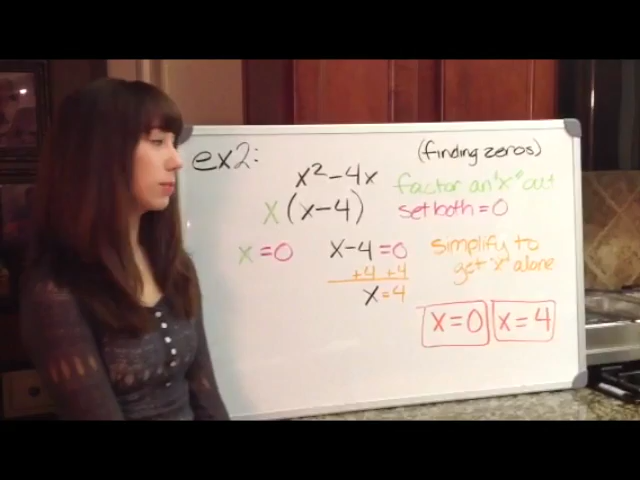 ex2:
(finding zeros)
x² - 4x
factor an "x" out
x (x-4)
set both = 0
x = 0
x-4 = 0
simplify to
+4 +4
get "x" alone
x = 4
x = 0
x = 4